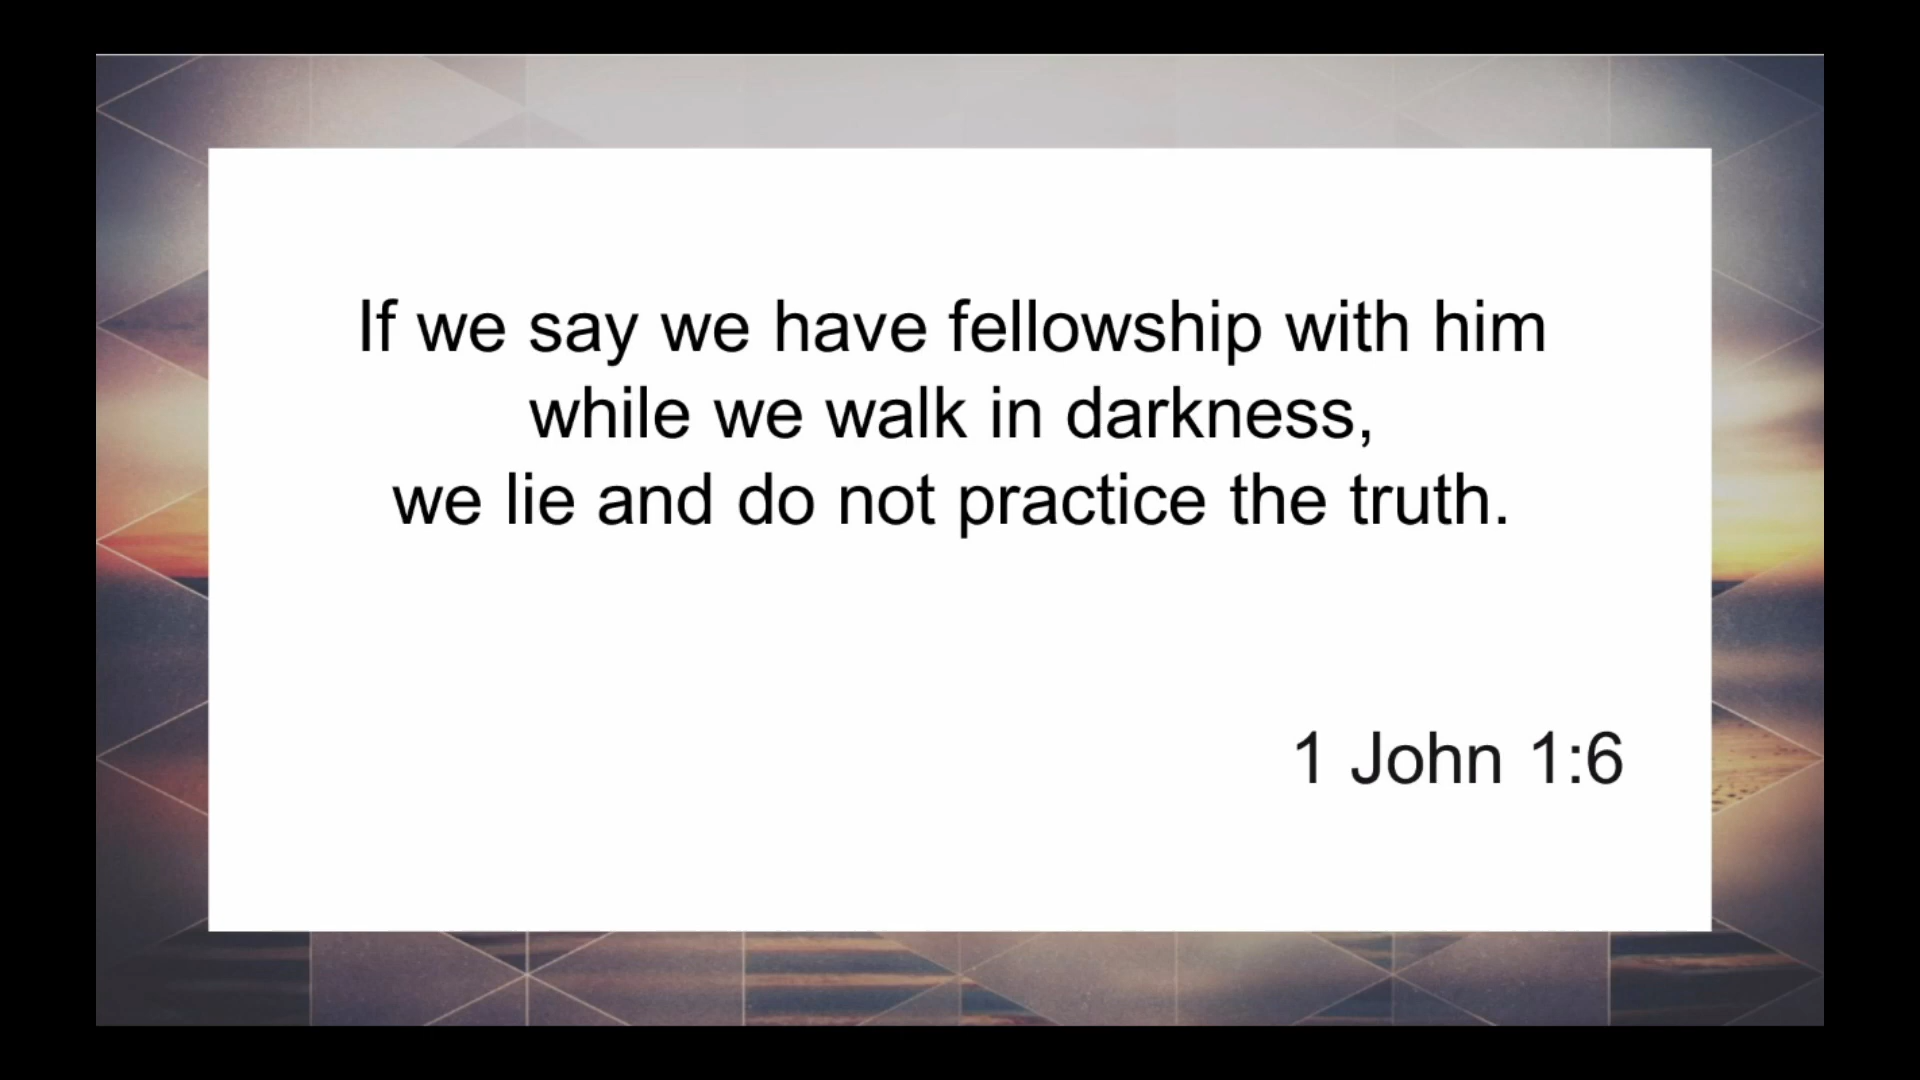 If we say we have fellowship with him
while we walk in darkness,
we lie and do not practice the truth.
1 John 1:6